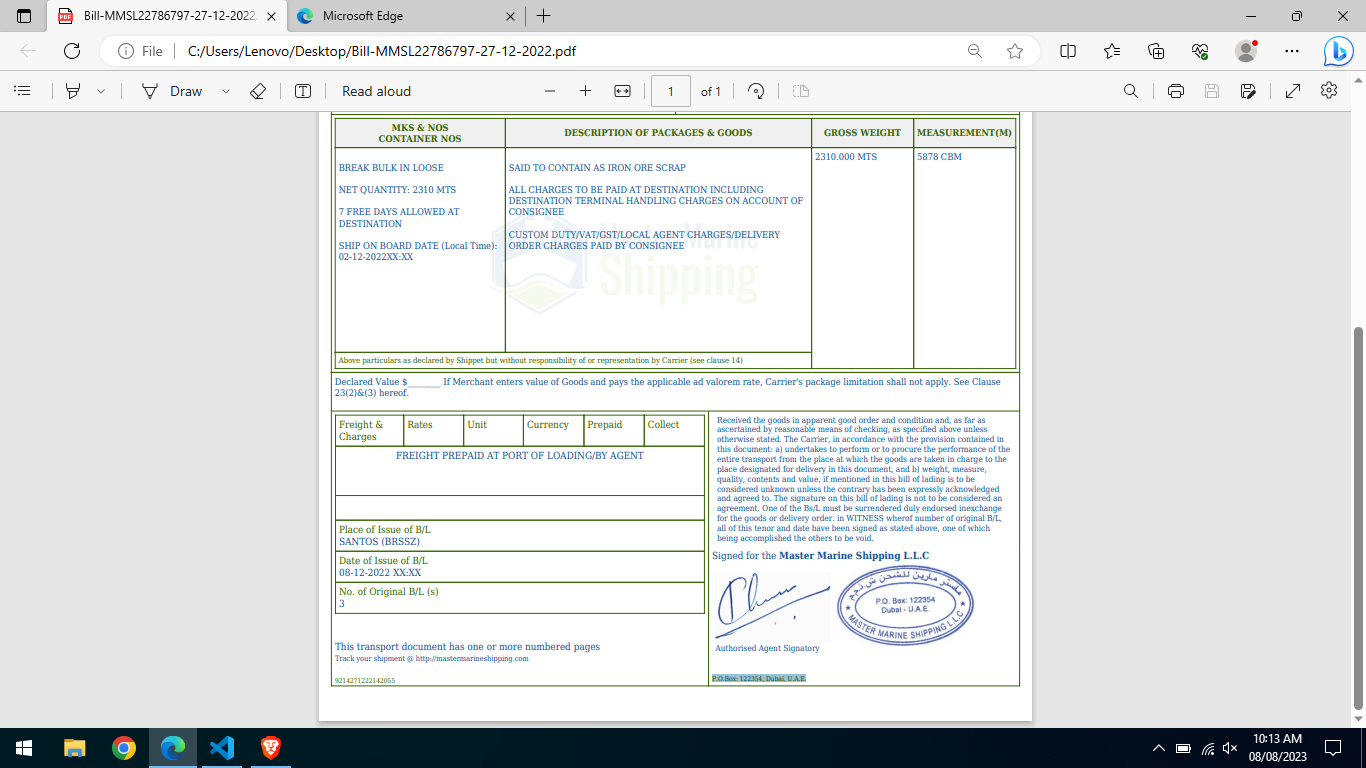 Bill-MMSL22786797-27-12-2022.
Microsoft Edge
File
C:/Users/Lenovo/Desktop/Bill-MMSL22786797-27-12-2022.pdf
Draw
Read aloud
1
of 1
MKS & NOS
CONTAINER NOS
DESCRIPTION OF PACKAGES & GOODS
GROSS WEIGHT
MEASUREMENT(M)
BREAK BULK IN LOOSE
NET QUANTITY: 2310 MTS
7 FREE DAYS ALLOWED AT
DESTINATION
SHIP ON BOARD DATE (Local Time):
02-12-2022XX:XX
SAID TO CONTAIN AS IRON ORE SCRAP
ALL CHARGES TO BE PAID AT DESTINATION INCLUDING
DESTINATION TERMINAL HANDLING CHARGES ON ACCOUNT OF
CONSIGNEE
CUSTOM DUTY/VAT/GST/LOCAL AGENT CHARGES/DELIVERY
ORDER CHARGES PAID BY CONSIGNEE
2310.000 MTS
5878 CBM
Master Marine
Shipping
Above particulars as declared by Shippet but without responsibility of or representation by Carrier (see clause 14)
Declared Value $_______ If Merchant enters value of Goods and pays the applicable ad valorem rate, Carrier's package limitation shall not apply. See Clause
23(2)&(3) hereof.
Freight &
Charges
Rates
Unit
Currency
Prepaid
Collect
FREIGHT PREPAID AT PORT OF LOADING/BY AGENT
Place of Issue of B/L
SANTOS (BRSSZ)
Date of Issue of B/L
08-12-2022 XX:XX
No. of Original B/L (s)
3
This transport document has one or more numbered pages
Track your shipment @ http://mastermarineshipping.com
9214271222142055
Received the goods in apparent good order and condition and, as far as
ascertained by reasonable means of checking, as specified above unless
otherwise stated. The Carrier, in accordance with the provision contained in
this document: a) undertakes to perform or to procure the performance of the
entire transport from the place at which the goods are taken in charge to the
place designated for delivery in this document, and b) weight, measure,
quality, contents and value, if mentioned in this bill of lading is to be
considered unknown unless the contrary has been expressly acknowledged
and agreed to. The signature on this bill of lading is not to be considered an
agreement. One of the Bs/L must be surrendered duly endorsed inexchange
for the goods or delivery order. in WITNESS wherof number of original B/L,
all of this tenor and date have been signed as stated above, one of which
being accomplished the others to be void.
Signed for the Master Marine Shipping L.L.C
ماستر مارين للشحن ش.ذ.م.م
P.O. Box: 122354
Dubai - U.A.E.
MASTER MARINE SHIPPING L.L.C
Authorised Agent Signatory
P.O.Box: 122354, Dubai, U.A.E.
10:13 AM
08/08/2023